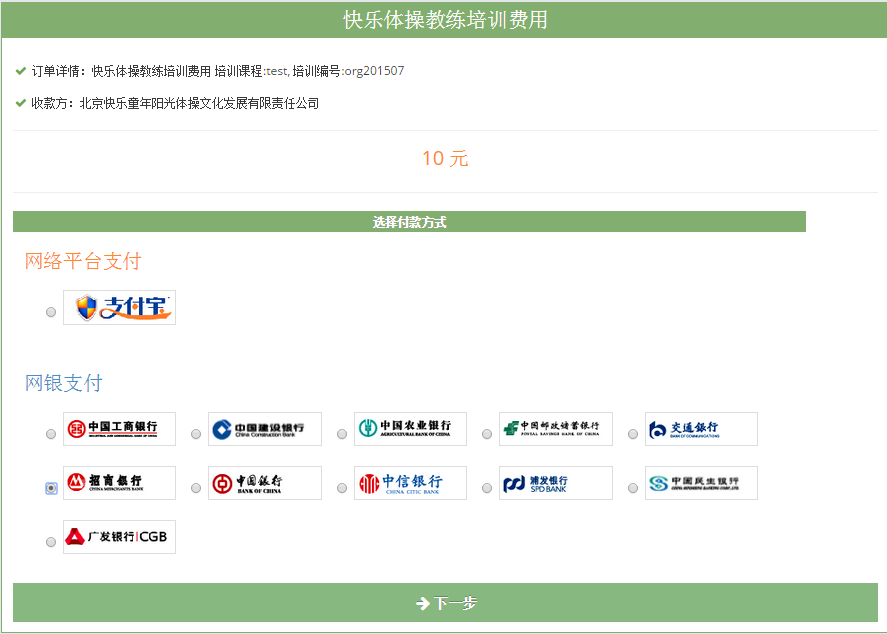 快乐体操教练培训费用
订单详情：快乐体操教练培训费用 培训课程:test, 培训编号:org201507
收款方：北京快乐童年阳光体操文化发展有限责任公司
10 元
选择付款方式
网络平台支付
支付宝
网银支付
中国工商银行 中国建设银行 中国农业银行 中国邮政储蓄银行 交通银行
INDUSTRIAL AND COMMERCIAL BANK OF CHINA China Construction Bank AGRICULTURAL BANK OF CHINA POSTAL SAVINGS BANK OF CHINA BANK OF COMMUNICATIONS
招商银行 中国银行 中信银行 浦发银行 中国民生银行
CHINA MERCHANTS BANK BANK OF CHINA CHINA CITIC BANK SPD BANK CHINA MINSHENG BANKING CORP.,LTD.
广发银行|CGB
下一步